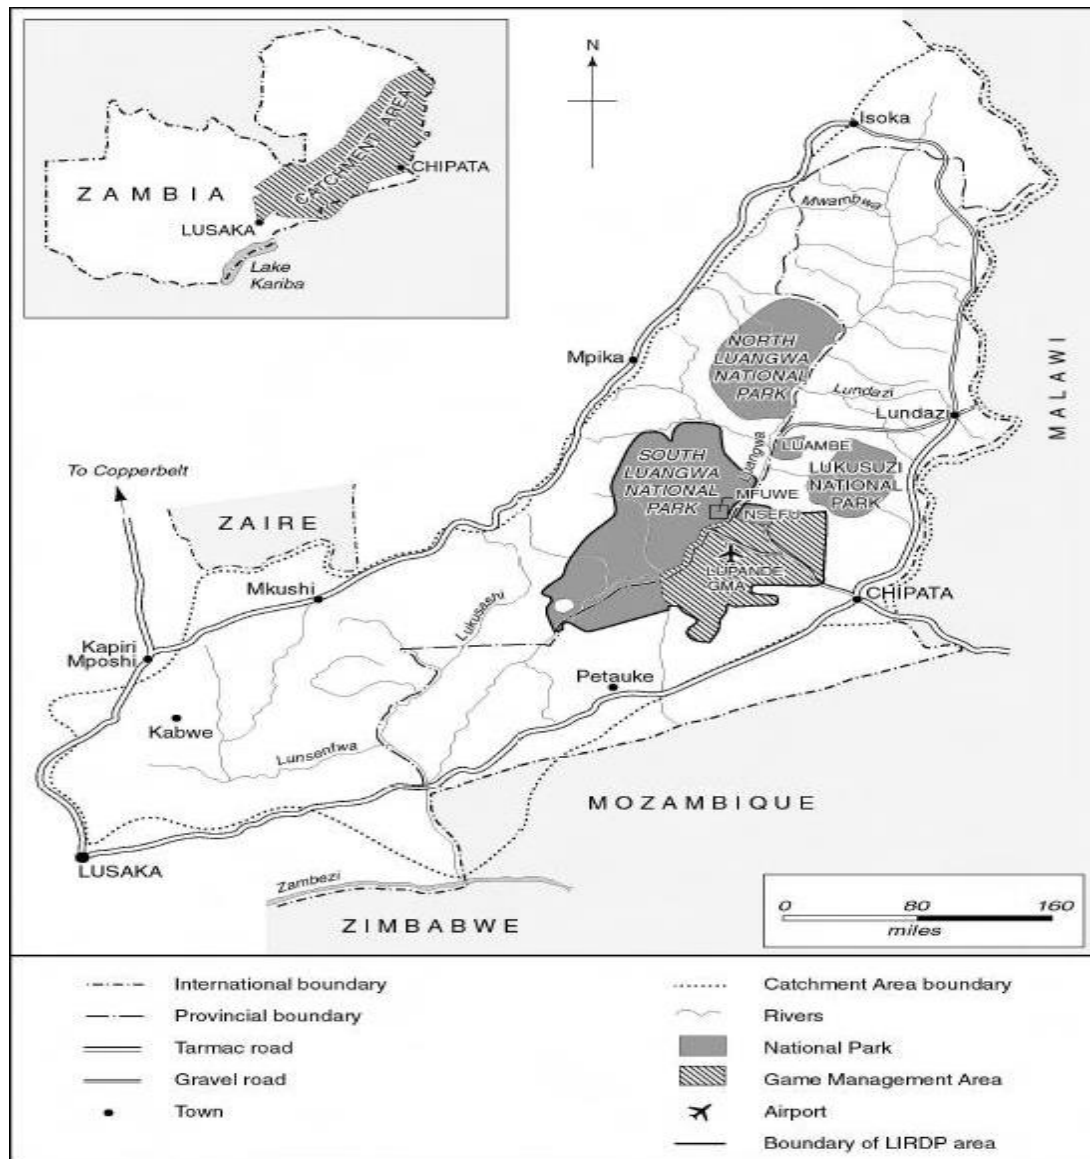 CATCHMENT AREA
CHIPATA
ZAMBIA
LUSAKA
Lake
Kariba
N
Isoka
Mwambwa
NORTH
LUANGWA
NATIONAL
PARK
Mpika
MALAWI
Lundazi
Lundazi
Luangwa
LUAMBE
SOUTH
LUANGWA
NATIONAL
PARK
LUKUSUZI
NATIONAL
PARK
To Copperbelt
MFUWE
NSEFU
ZAIRE
LUPANDE
GMA
Mkushi
Lukusashi
CHIPATA
Kapiri
Mposhi
Petauke
Kabwe
Lunsenfwa
MOZAMBIQUE
LUSAKA
Zambezi
ZIMBABWE
0 80 160
miles
International boundary
Provincial boundary
Tarmac road
Gravel road
Town
Catchment Area boundary
Rivers
National Park
Game Management Area
Airport
Boundary of LIRDP area